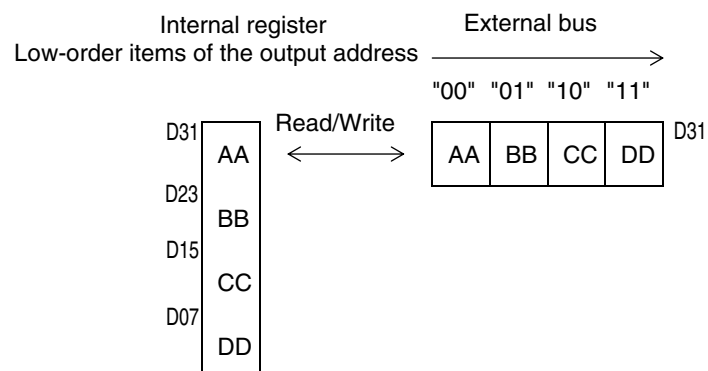 Internal register External bus
Low-order items of the output address
"00" "01" "10" "11"
D31 Read/Write D31
AA AA BB CC DD
D23
BB
D15
CC
D07
DD